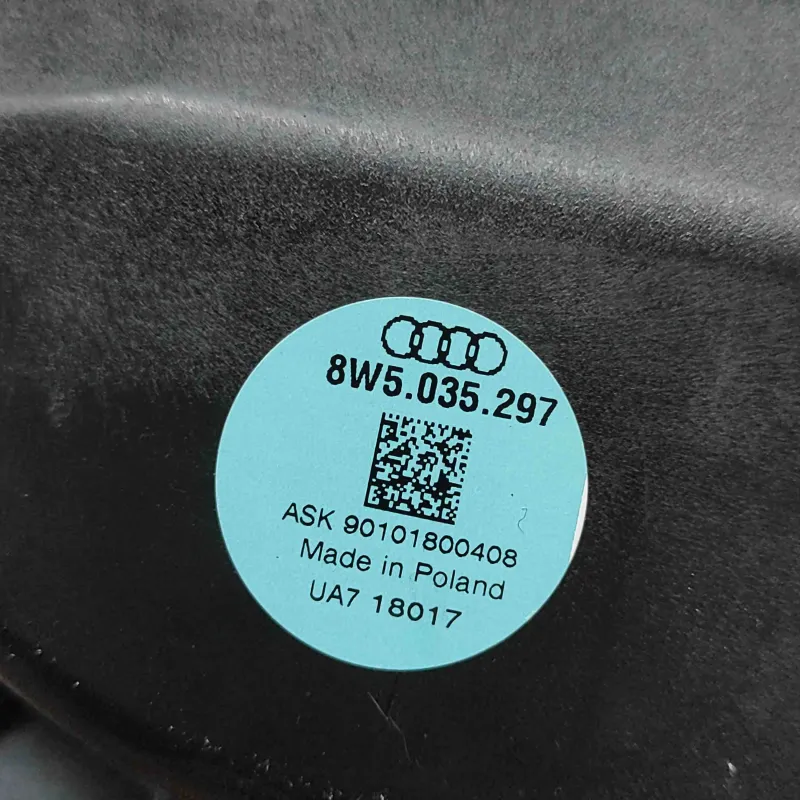 8W5.035.297
ASK 90101800408
Made in Poland
UA7 18017